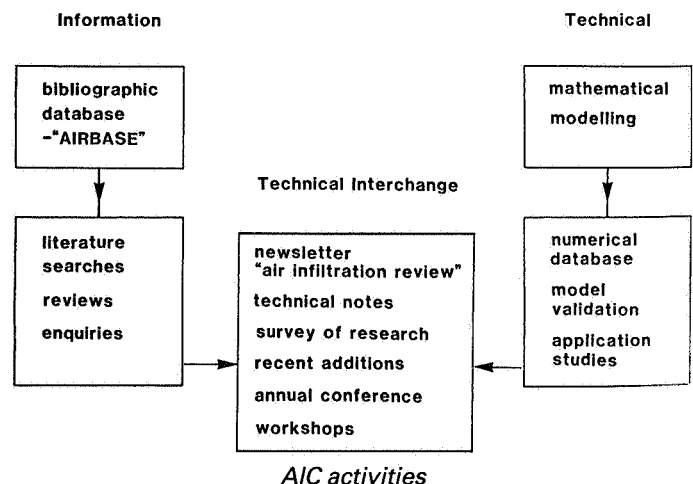 Information
bibliographic
database
-"AIRBASE"
literature
searches
reviews
enquiries
Technical Interchange
newsletter
"air infiltration review"
technical notes
survey of research
recent additions
annual conference
workshops
Technical
mathematical
modelling
numerical
database
model
validation
application
studies
AIC activities